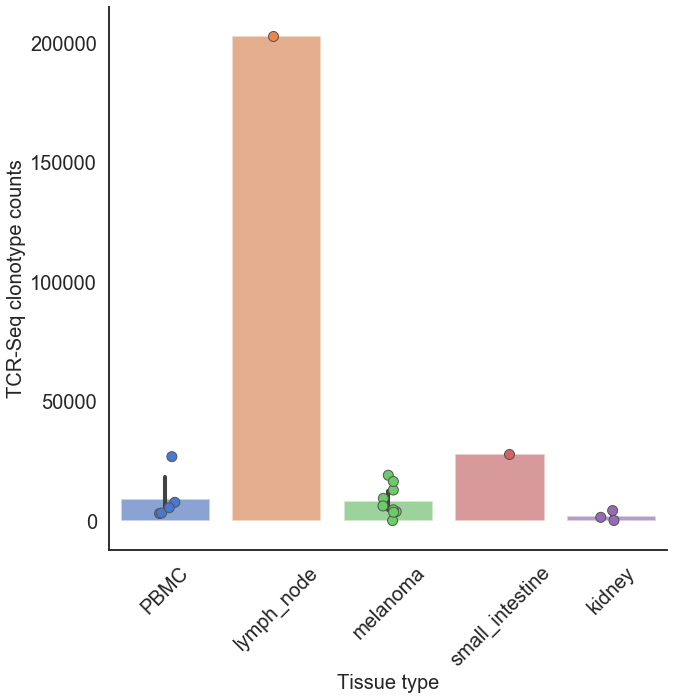 TCR-Seq clonotype counts
200000
150000
100000
50000
0
PBMC
lymph_node
melanoma
small_intestine
kidney
Tissue type